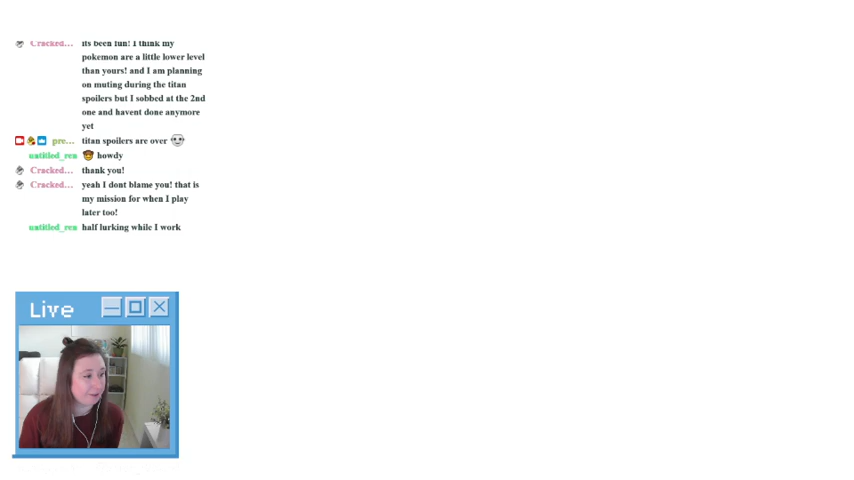 Cracked... its been fun! I think my
pokemon are a little lower level
than yours! and I am planning
on muting during the titan
spoilers but I sobbed at the 2nd
one and havent done anymore
yet
pre... titan spoilers are over
untitled_ren howdy
Cracked... thank you!
Cracked... yeah I dont blame you! that is
my mission for when I play
later too!
untitled_ren half lurking while I work
Live